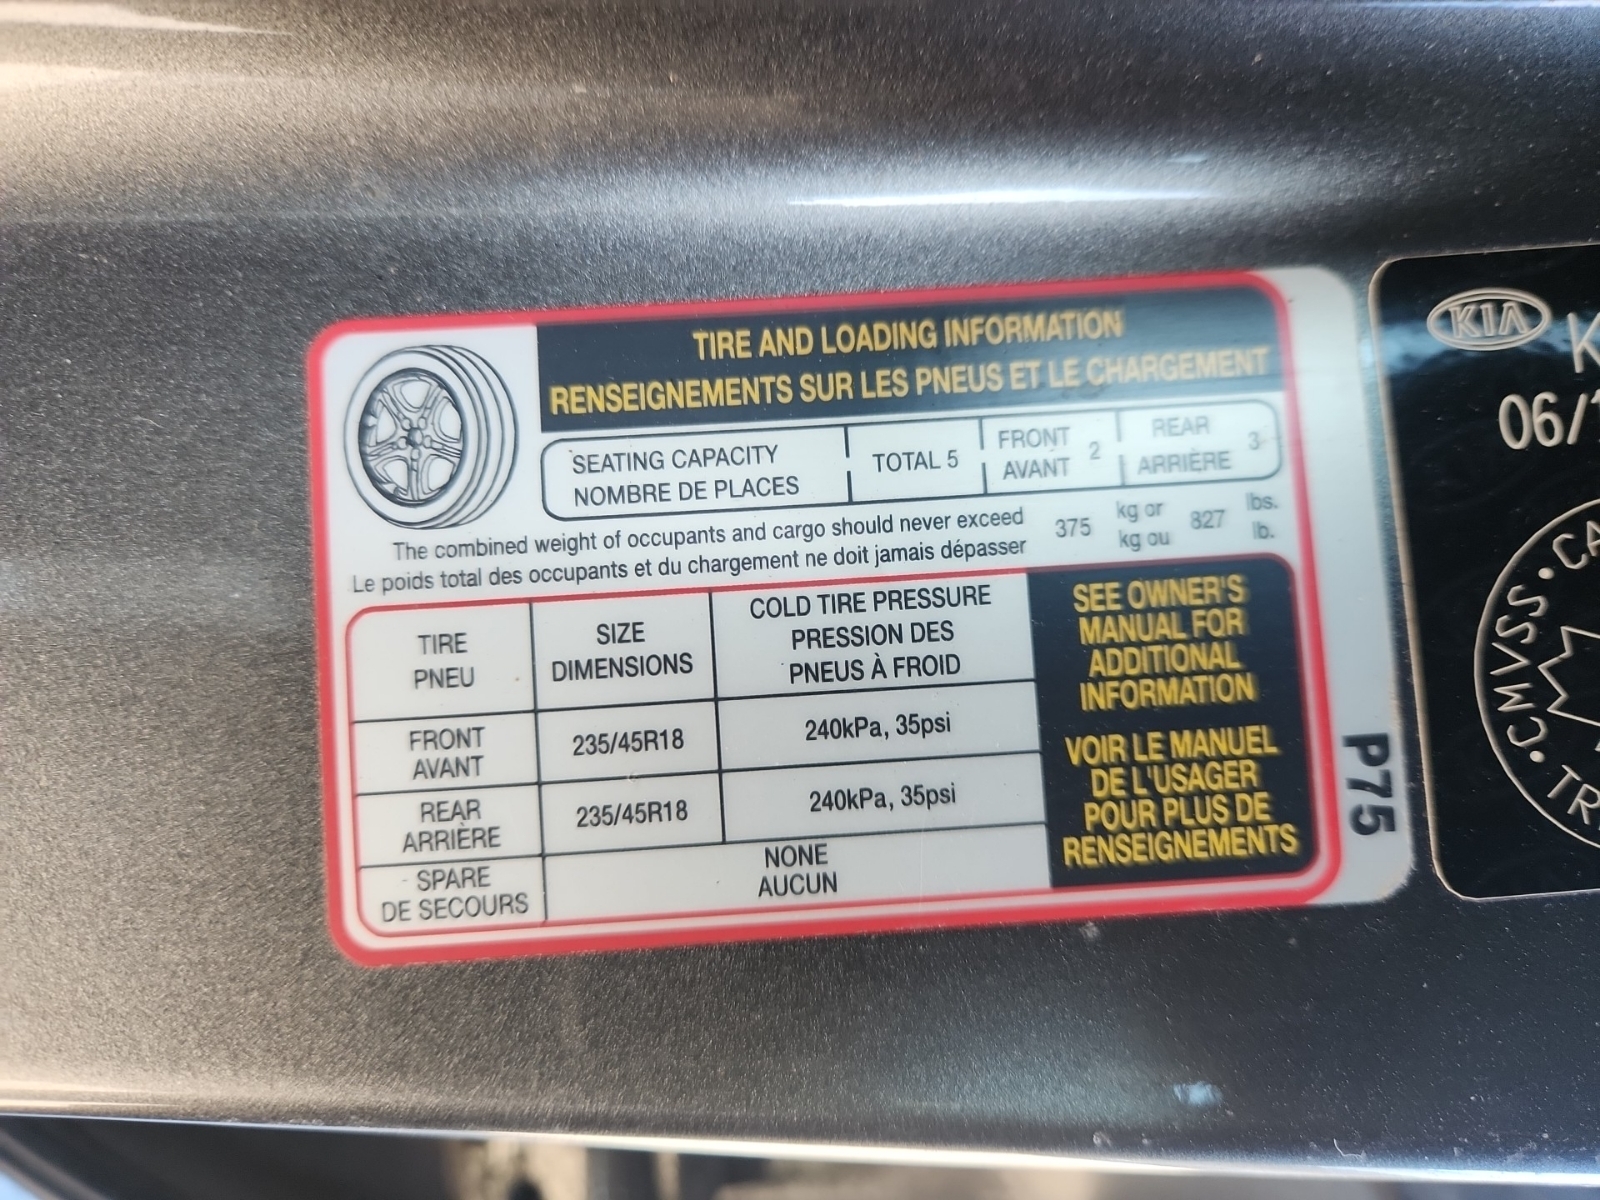 TIRE AND LOADING INFORMATION
RENSEIGNEMENTS SUR LES PNEUS ET LE CHARGEMENT
SEATING CAPACITY
NOMBRE DE PLACES
TOTAL 5
FRONT
AVANT
2
REAR
ARRIÈRE
3
The combined weight of occupants and cargo should never exceed
Le poids total des occupants et du chargement ne doit jamais dépasser
375
kg or
kg ou
827
lbs.
lb.
TIRE
PNEU
SIZE
DIMENSIONS
COLD TIRE PRESSURE
PRESSION DES
PNEUS À FROID
FRONT
AVANT
235/45R18
240kPa, 35psi
REAR
ARRIÈRE
235/45R18
240kPa, 35psi
SPARE
DE SECOURS
NONE
AUCUN
SEE OWNER'S
MANUAL FOR
ADDITIONAL
INFORMATION
VOIR LE MANUEL
DE L'USAGER
POUR PLUS DE
RENSEIGNEMENTS
P75
KIA
K
06/
CMVSS · CA
TR